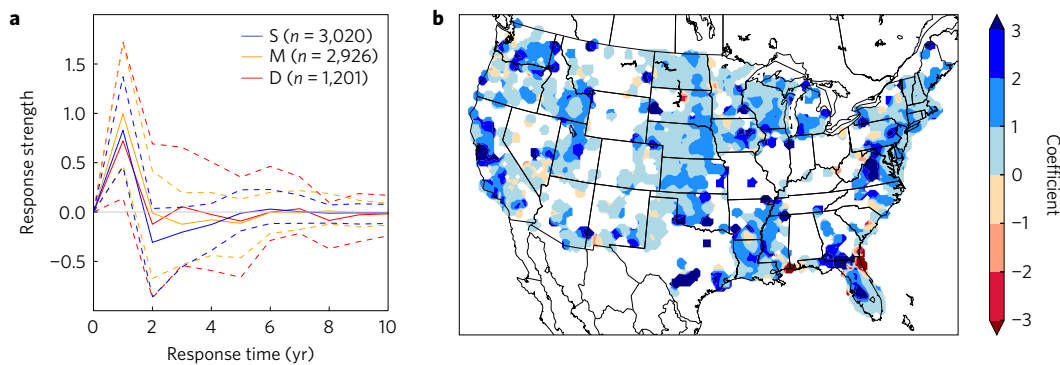 a
b
S (n = 3,020)
M (n = 2,926)
D (n = 1,201)
1.5
1.0
0.5
0.0
−0.5
Response strength
0
2
4
6
8
10
Response time (yr)
3
2
1
0
−1
−2
−3
Coefficient